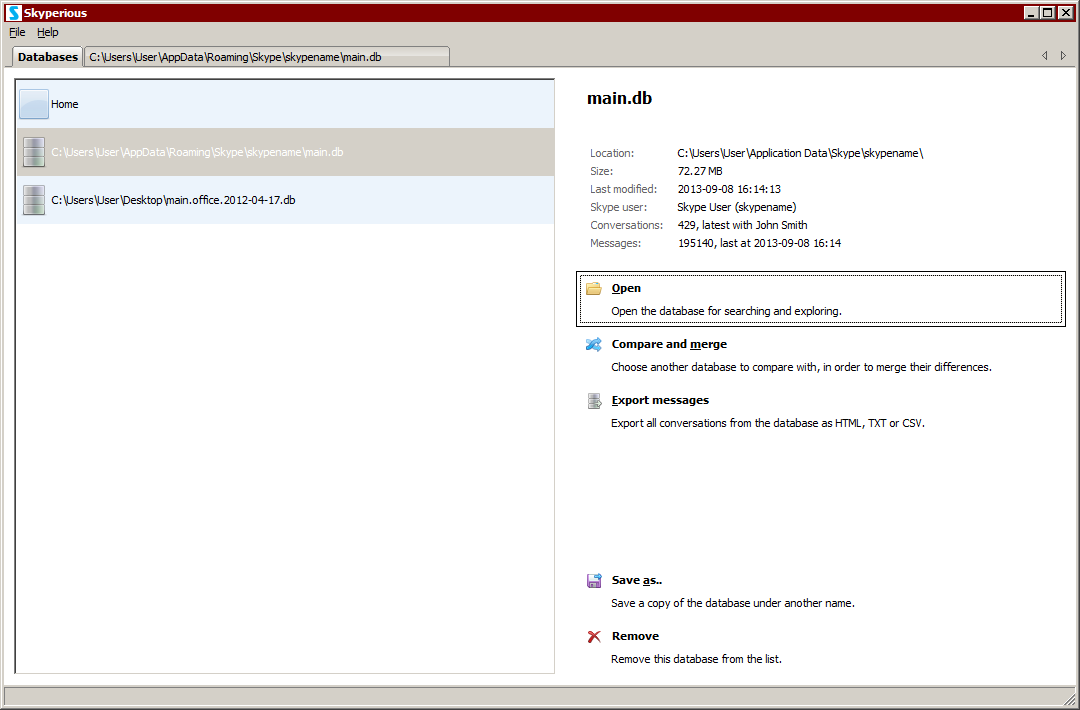 Skyperious
File Help
Databases C:\Users\User\AppData\Roaming\Skype\skypename\main.db
Home
C:\Users\User\AppData\Roaming\Skype\skypename\main.db
C:\Users\User\Desktop\main.office.2012-04-17.db
main.db
Location: C:\Users\User\Application Data\Skype\skypename\
Size: 72.27 MB
Last modified: 2013-09-08 16:14:13
Skype user: Skype User (skypename)
Conversations: 429, latest with John Smith
Messages: 195140, last at 2013-09-08 16:14
Open
Open the database for searching and exploring.
Compare and merge
Choose another database to compare with, in order to merge their differences.
Export messages
Export all conversations from the database as HTML, TXT or CSV.
Save as..
Save a copy of the database under another name.
Remove
Remove this database from the list.